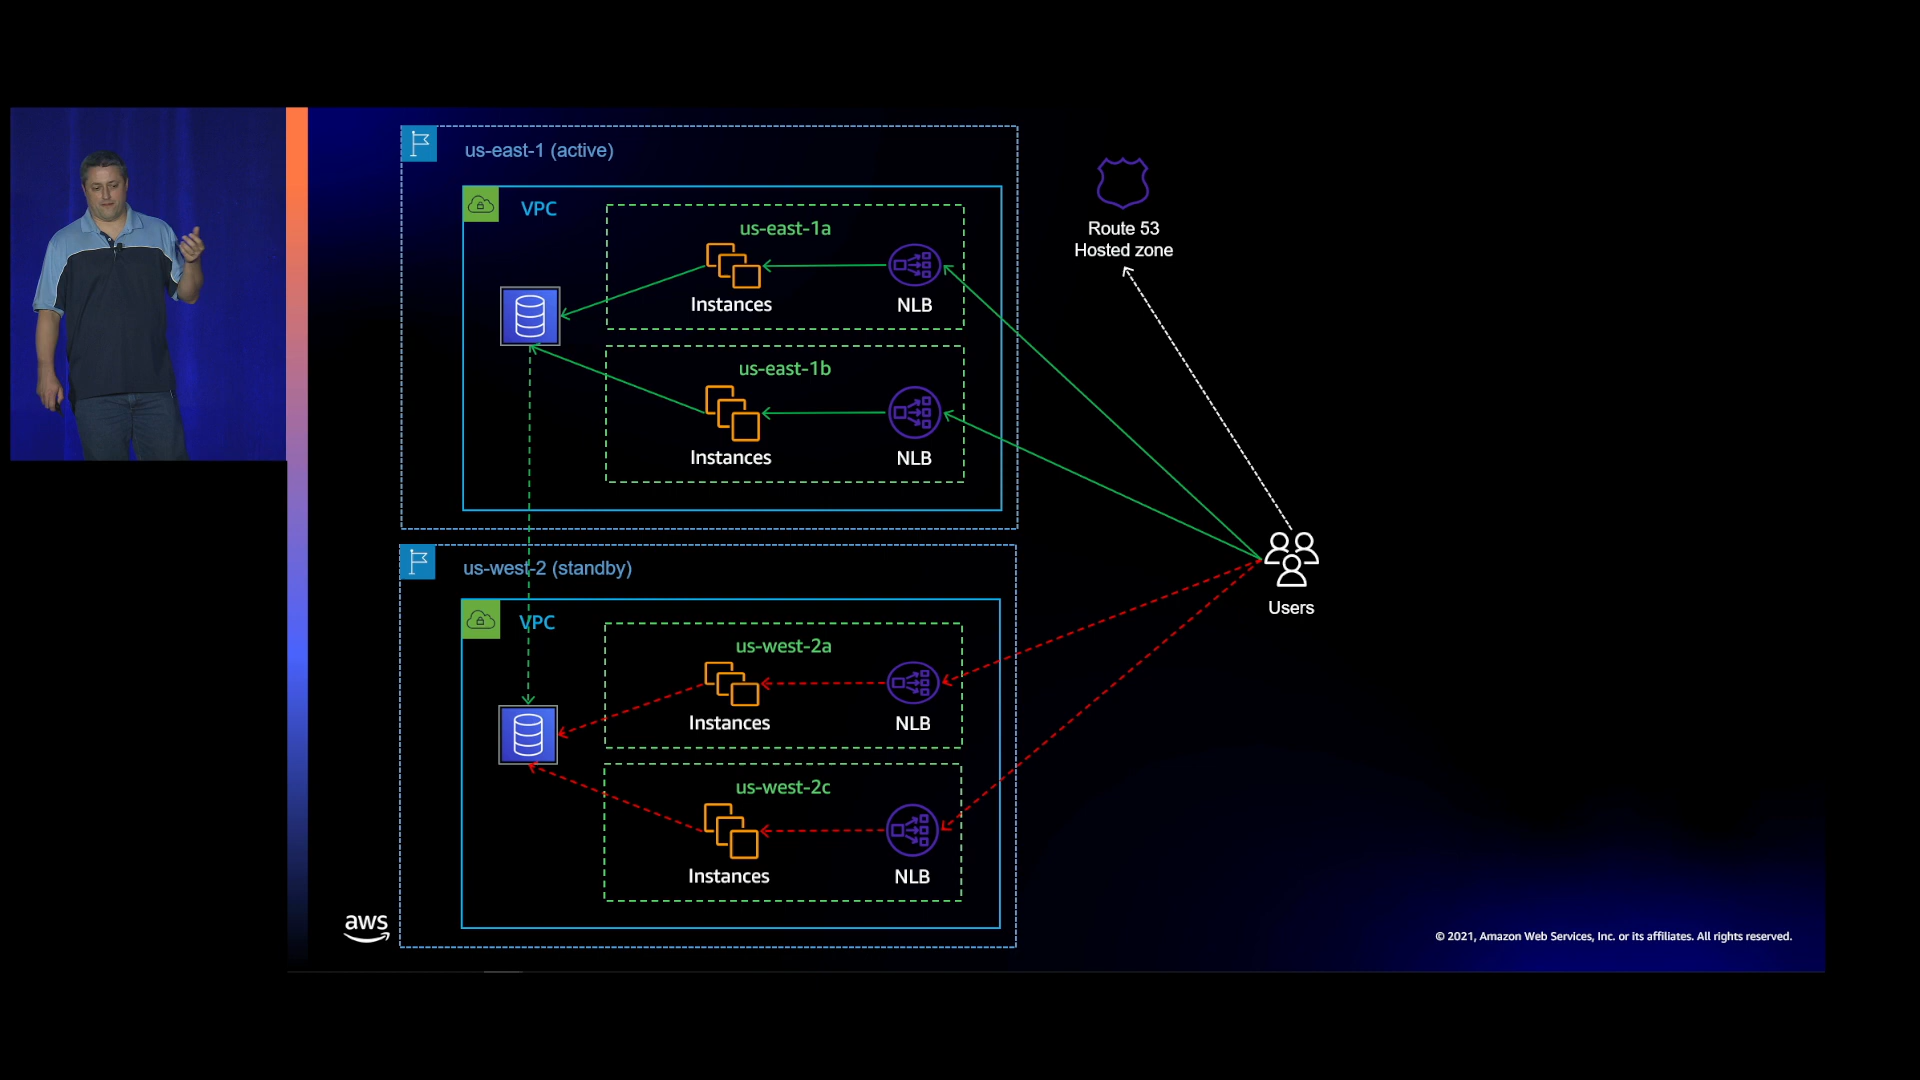 us-east-1 (active)
VPC
us-east-1a
Instances
NLB
us-east-1b
Instances
NLB
Route 53
Hosted zone
Users
us-west-2 (standby)
VPC
us-west-2a
Instances
NLB
us-west-2c
Instances
NLB
aws
© 2021, Amazon Web Services, Inc. or its affiliates. All rights reserved.